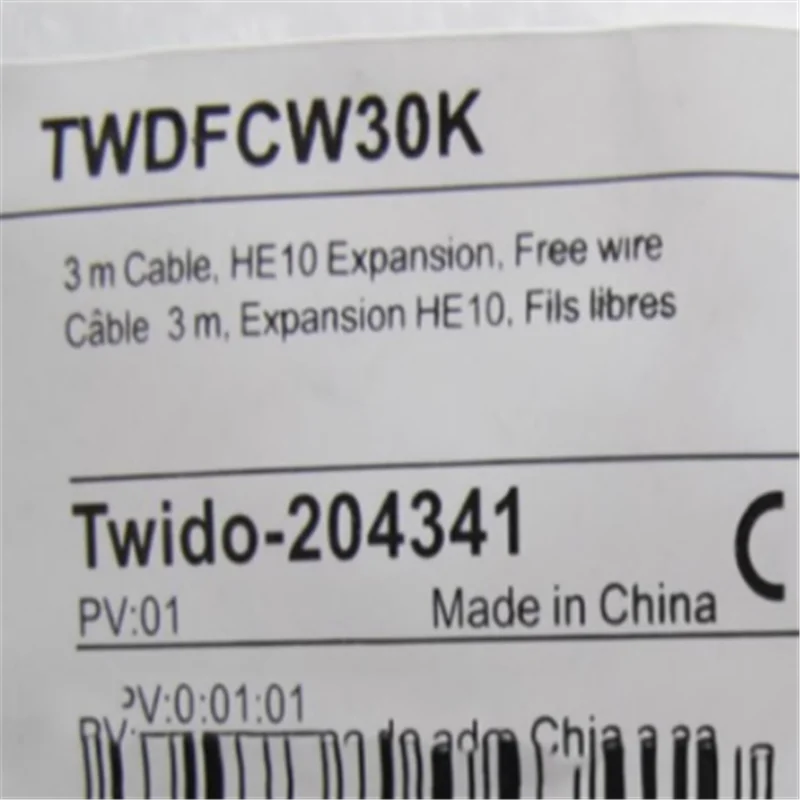 TWDFCW30K
3 m Cable, HE10 Expansion, Free wire
Câble 3 m, Expansion HE10, Fils libres
Twido-204341
PV:01 Made in China
PV:0:01:01